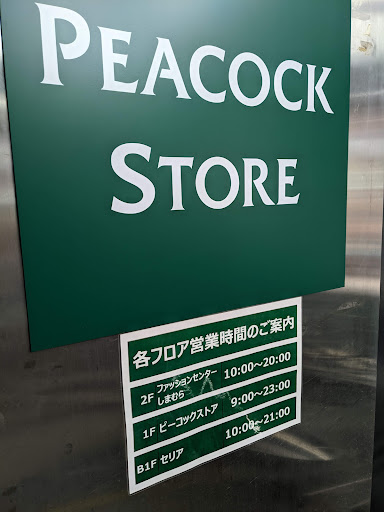 PEACOCK
STORE
各フロア営業時間のご案内
2F ファッションセンター しまむら 10:00～20:00
1F ピーコックストア 9:00～23:00
B1F セリア 10:00～21:00